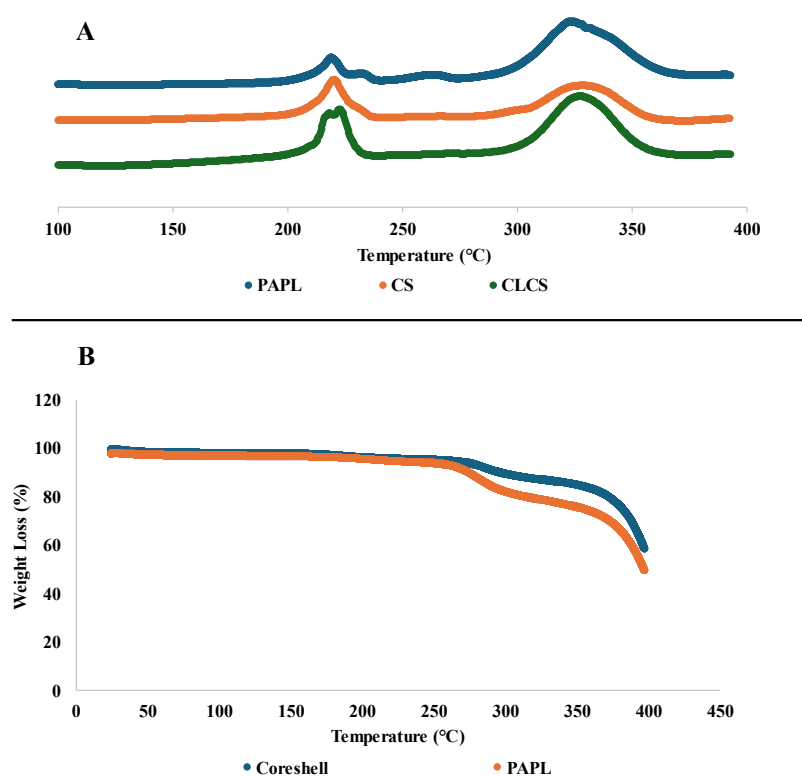 A
100 150 200 250 300 350 400
Temperature (°C)
PAPL CS CLCS
B
120
100
80
60
40
20
0
Weight Loss (%)
0 50 100 150 200 250 300 350 400 450
Temperature (°C)
Coreshell PAPL